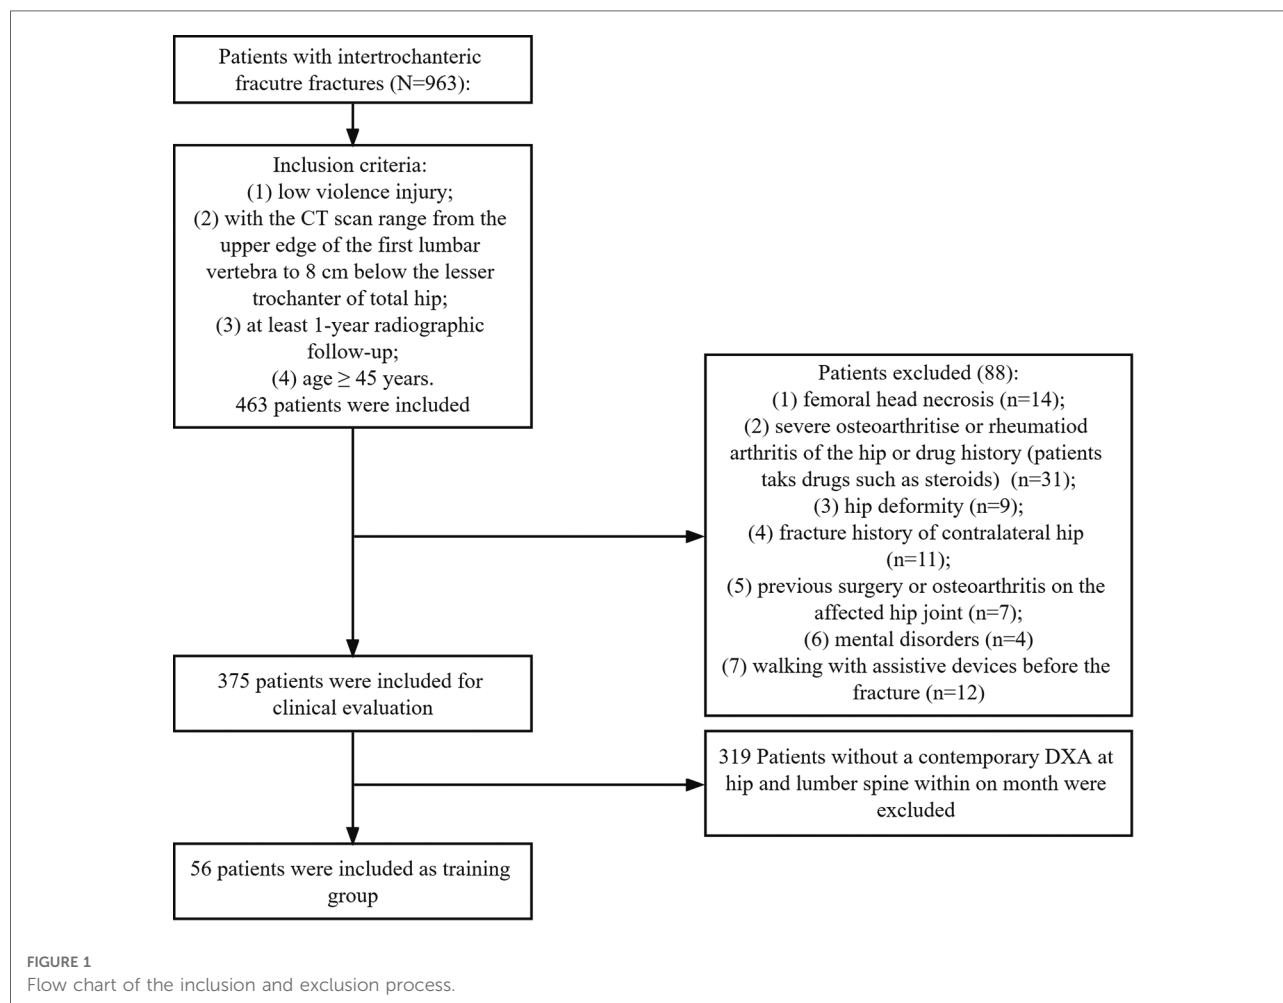 Patients with intertrochanteric
fracutre fractures (N=963):
Inclusion criteria:
(1) low violence injury;
(2) with the CT scan range from the
upper edge of the first lumbar
vertebra to 8 cm below the lesser
trochanter of total hip;
(3) at least 1-year radiographic
follow-up;
(4) age ≥ 45 years.
463 patients were included
Patients excluded (88):
(1) femoral head necrosis (n=14);
(2) severe osteoarthritise or rheumatiod
arthritis of the hip or drug history (patients
taks drugs such as steroids) (n=31);
(3) hip deformity (n=9);
(4) fracture history of contralateral hip
(n=11);
(5) previous surgery or osteoarthritis on the
affected hip joint (n=7);
(6) mental disorders (n=4)
(7) walking with assistive devices before the
fracture (n=12)
375 patients were included for
clinical evaluation
319 Patients without a contemporary DXA at
hip and lumber spine within on month were
excluded
56 patients were included as training
group
FIGURE 1
Flow chart of the inclusion and exclusion process.